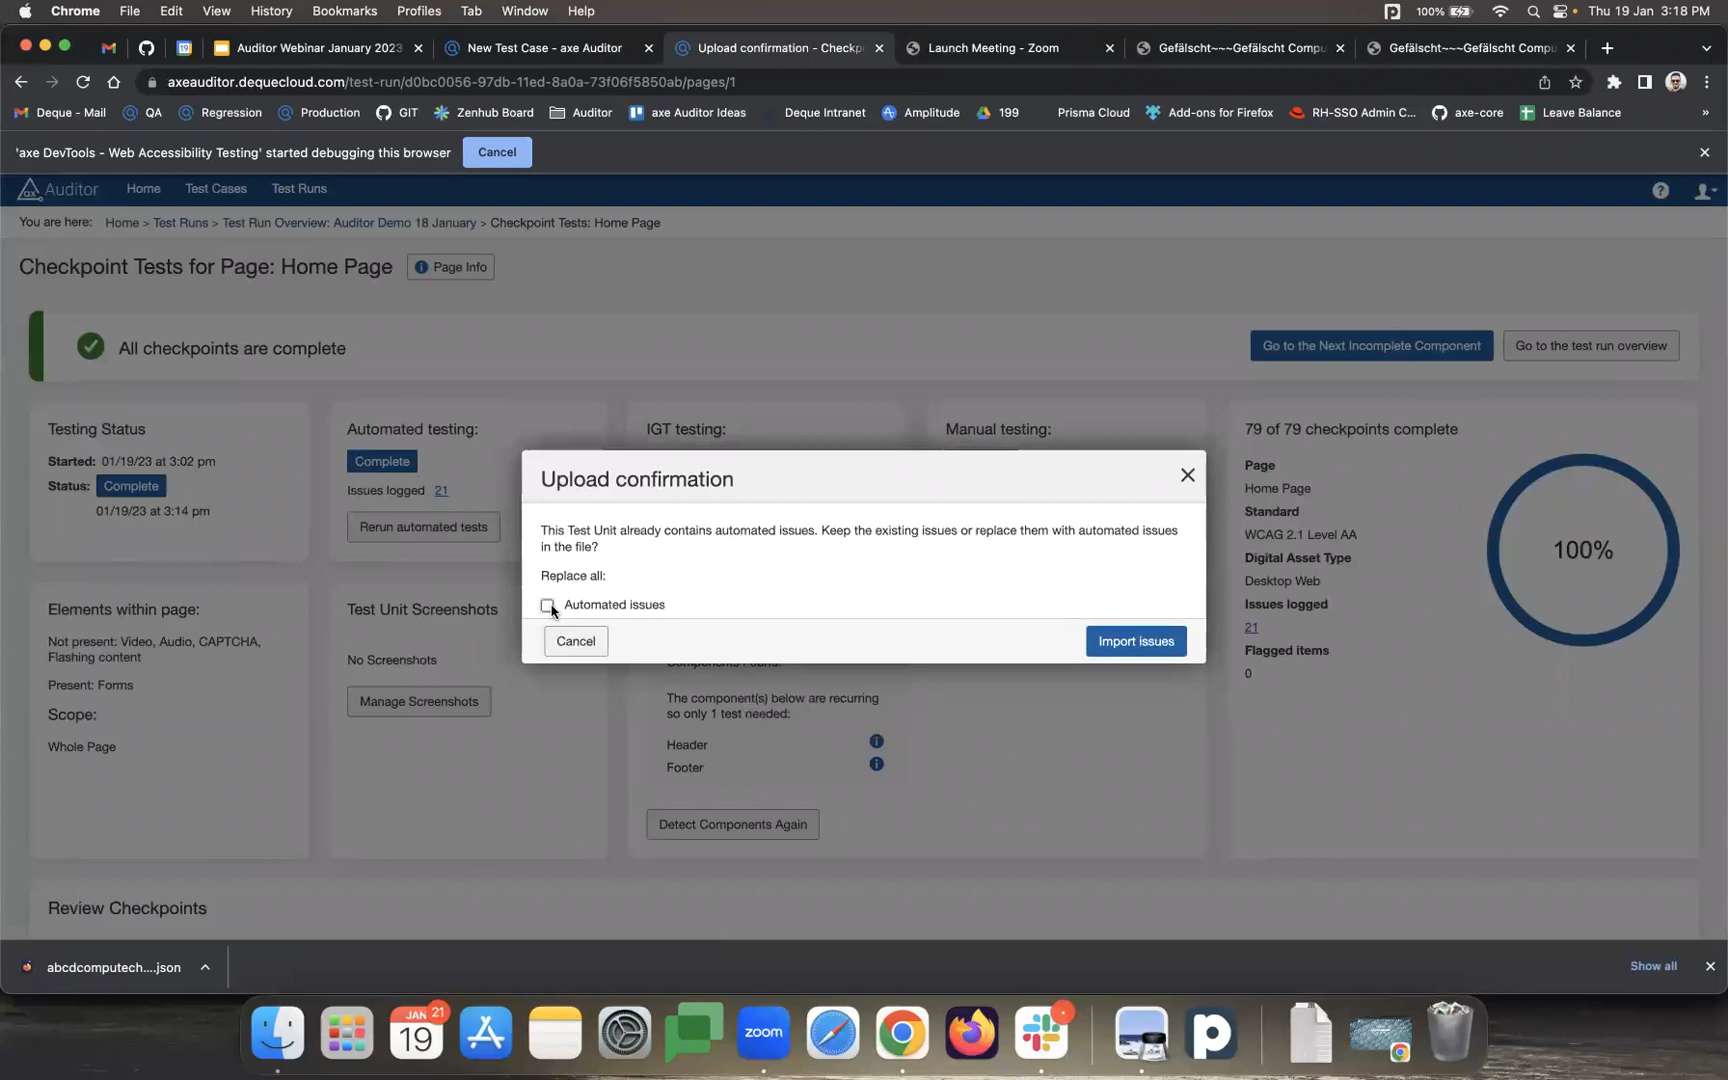 Chrome File Edit View History Bookmarks Profiles Tab Window Help 100% Thu 19 Jan 3:18 PM
Auditor Webinar January 2023 New Test Case - axe Auditor Upload confirmation - Checkp Launch Meeting - Zoom Gefälscht~~~Gefälscht Compu Gefälscht~~~Gefälscht Compu
axeauditor.dequecloud.com/test-run/d0bc0056-97db-11ed-8a0a-73f06f5850ab/pages/1
Deque - Mail QA Regression Production GIT Zenhub Board Auditor axe Auditor Ideas Deque Intranet Amplitude 199 Prisma Cloud Add-ons for Firefox RH-SSO Admin C... axe-core Leave Balance »
'axe DevTools - Web Accessibility Testing' started debugging this browser Cancel
Auditor Home Test Cases Test Runs
You are here: Home > Test Runs > Test Run Overview: Auditor Demo 18 January > Checkpoint Tests: Home Page
Checkpoint Tests for Page: Home Page Page Info
All checkpoints are complete Go to the Next Incomplete Component Go to the test run overview
Testing Status
Started: 01/19/23 at 3:02 pm
Status: Complete
01/19/23 at 3:14 pm
Automated testing:
Complete
Issues logged 21
Rerun automated tests
IGT testing:
Manual testing:
79 of 79 checkpoints complete
Page
Home Page
Standard
WCAG 2.1 Level AA
Domain Asset Type
Desktop Web
Issues logged
21
Flagged items
0
100%
Upload confirmation
This Test Unit already contains automated issues. Keep the existing issues or replace them with automated issues
in the file?
Replace all:
Automated issues
Cancel Import issues
Elements within page:
Not present: Video, Audio, CAPTCHA,
Flashing content
Present: Forms
Scope:
Whole Page
Test Unit Screenshots
No Screenshots
Manage Screenshots
Components Found:
The component(s) below are recurring
so only 1 test needed:
Header
Footer
Detect Components Again
Review Checkpoints
abcdcomputech....json Show all
JAN 21
19
zoom